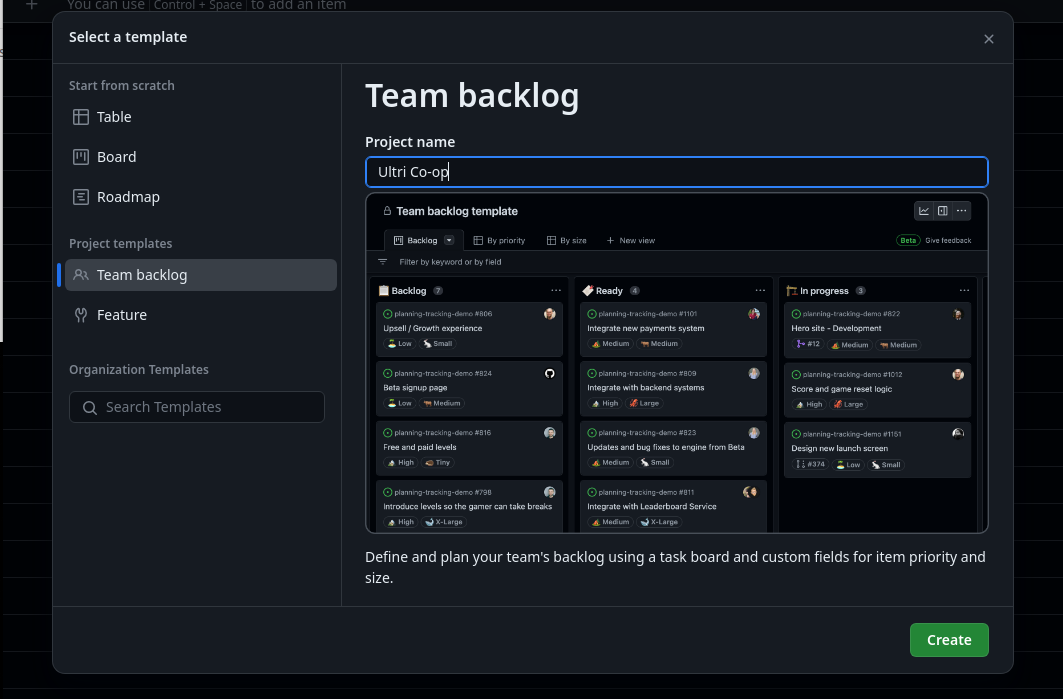 You can use Control + Space to add an item
Select a template
Start from scratch
Table
Board
Roadmap
Project templates
Team backlog
Feature
Organization Templates
Search Templates
Team backlog
Project name
Ultri Co-op
Team backlog template
Backlog By priority By size New view Beta Give feedback
Filter by keyword or by field
Backlog 7
planning-tracking-demo #806
Upsell / Growth experience
Low Small
planning-tracking-demo #824
Beta signup page
Low Medium
planning-tracking-demo #816
Free and paid levels
High Tiny
planning-tracking-demo #798
Introduce levels so the gamer can take breaks
High X-Large
Ready 4
planning-tracking-demo #1101
Integrate new payments system
Medium Medium
planning-tracking-demo #809
Integrate with backend systems
High Large
planning-tracking-demo #823
Updates and bug fixes to engine from Beta
Medium Small
planning-tracking-demo #811
Integrate with Leaderboard Service
Medium X-Large
In progress 3
planning-tracking-demo #822
Hero site - Development
#12 Medium Medium
planning-tracking-demo #1012
Score and game reset logic
High Large
planning-tracking-demo #1151
Design new launch screen
#374 Low Small
Define and plan your team's backlog using a task board and custom fields for item priority and
size.
Create